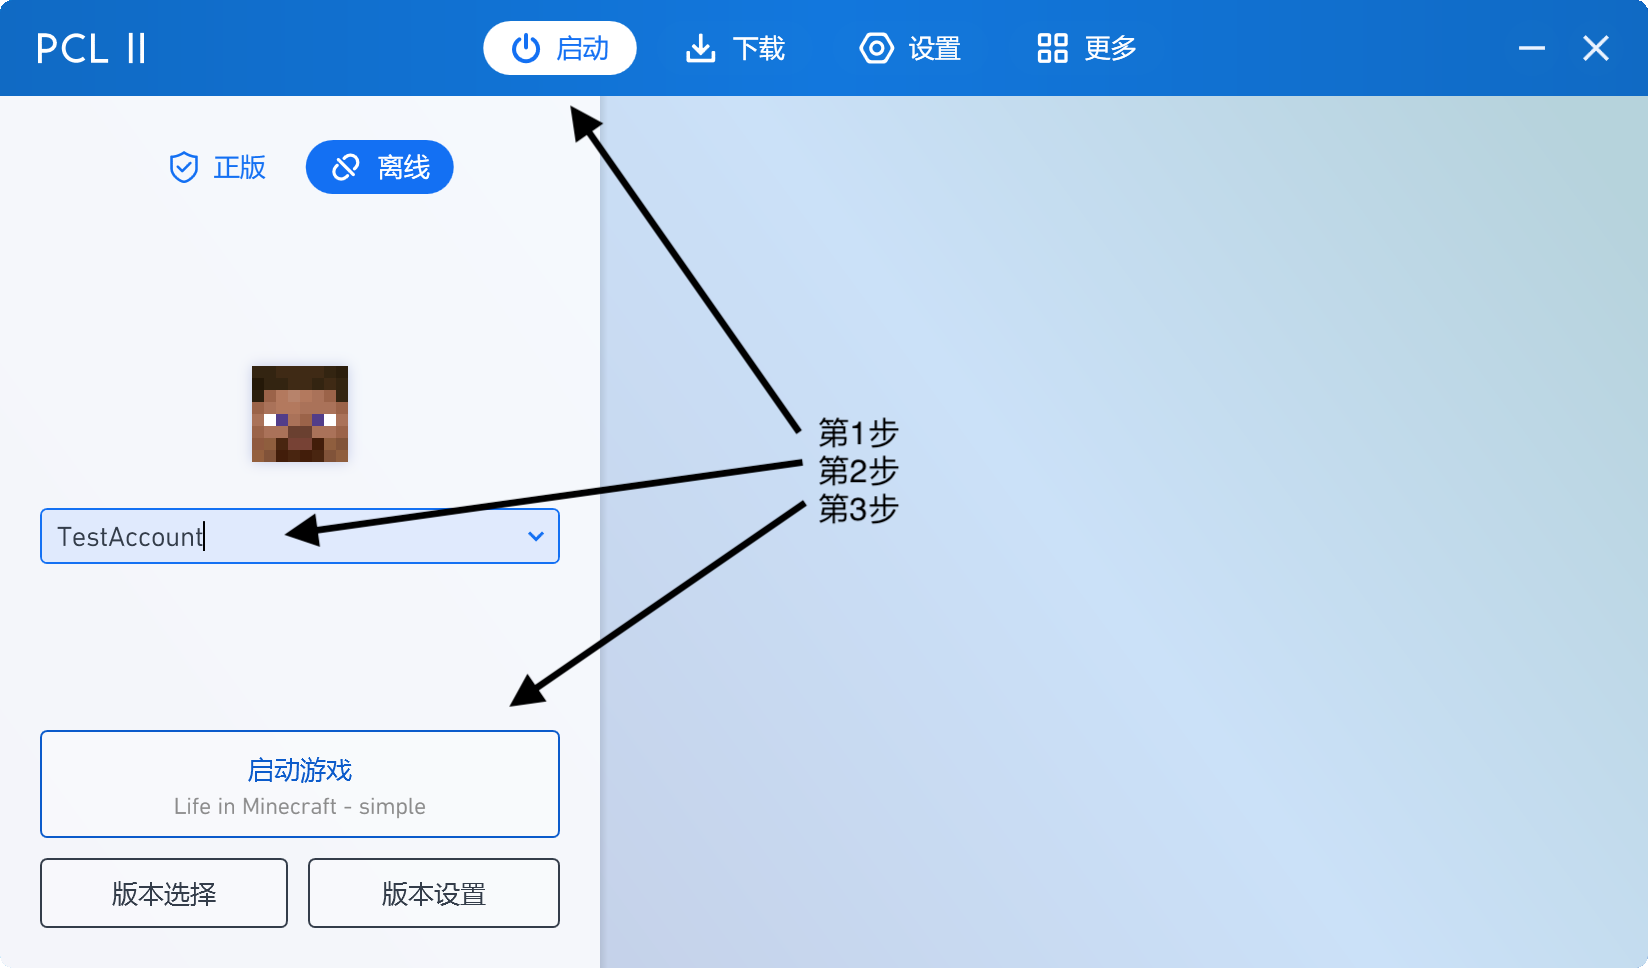 PCL II
启动
下载
设置
更多
正版
离线
第1步
第2步
第3步
TestAccount
启动游戏
Life in Minecraft - simple
版本选择
版本设置